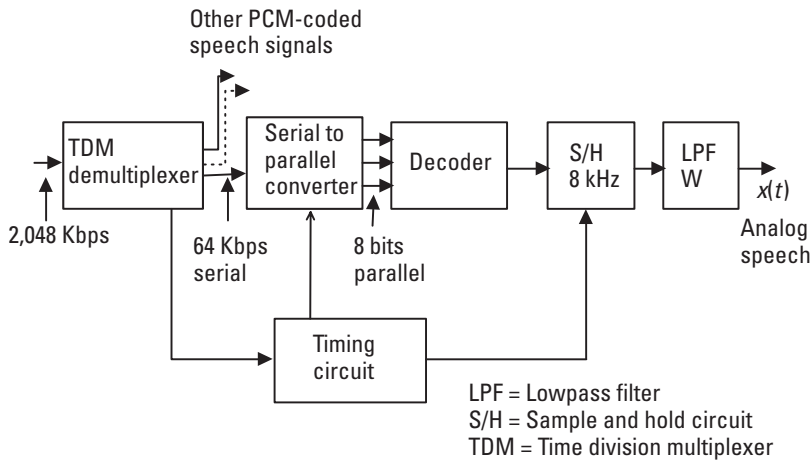 Other PCM-coded
speech signals
TDM
demultiplexer
Serial to
parallel
converter
Decoder
S/H
8 kHz
LPF
W
x(t)
Analog
speech
2,048 Kbps
64 Kbps
serial
8 bits
parallel
Timing
circuit
LPF = Lowpass filter
S/H = Sample and hold circuit
TDM = Time division multiplexer